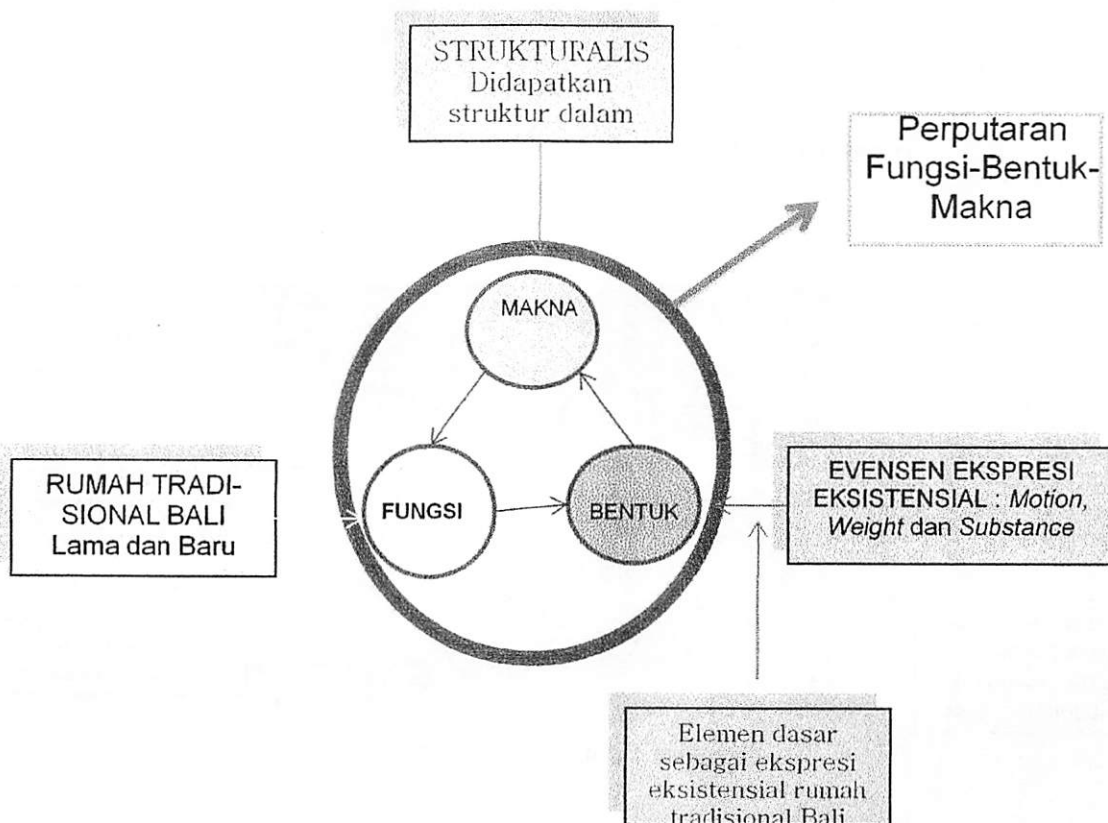 STRUKTURALIS
Didapatkan
struktur dalam
Perputaran
Fungsi-Bentuk-
Makna
MAKNA
FUNGSI
BENTUK
RUMAH TRADI-
SIONAL BALI
Lama dan Baru
EVENSEN EKSPRESI
EKSISTENSIAL : Motion,
Weight dan Substance
Elemen dasar
sebagai ekspresi
eksistensial rumah
tradisional Bali